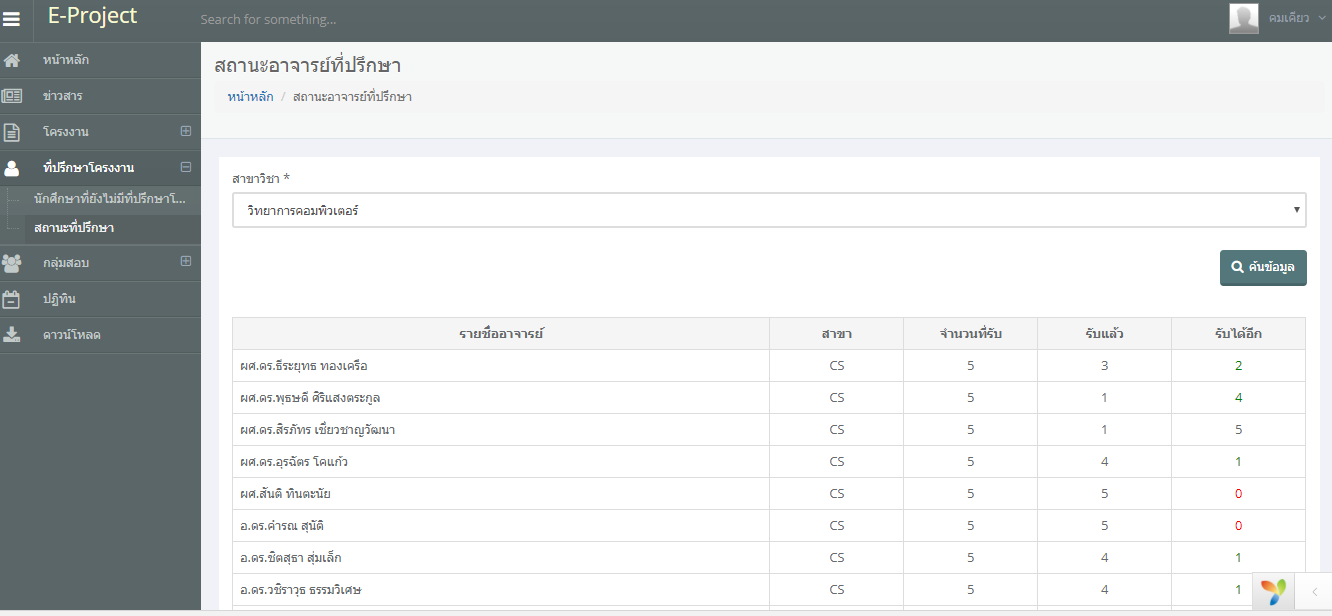 E-Project
Search for something...
คมเคียว
หน้าหลัก
ข่าวสาร
โครงงาน
ที่ปรึกษาโครงงาน
นักศึกษาที่ยังไม่มีที่ปรึกษาโ...
สถานะที่ปรึกษา
กลุ่มสอบ
ปฏิทิน
ดาวน์โหลด
สถานะอาจารย์ที่ปรึกษา
หน้าหลัก / สถานะอาจารย์ที่ปรึกษา
สาขาวิชา *
วิทยาการคอมพิวเตอร์
ค้นข้อมูล
รายชื่ออาจารย์ สาขา จำนวนที่รับ รับแล้ว รับได้อีก
ผศ.ดร.ธีระยุทธ ทองเครือ CS 5 3 2
ผศ.ดร.พุธษดี ศิริแสงตระกูล CS 5 1 4
ผศ.ดร.สิรภัทร เชี่ยวชาญวัฒนา CS 5 1 5
ผศ.ดร.อุรฉัตร โคแก้ว CS 5 4 1
ผศ.สันติ ทินตะนัย CS 5 5 0
อ.ดร.คำรณ สุนัติ CS 5 5 0
อ.ดร.ชิตสุธา สุ่มเล็ก CS 5 4 1
อ.ดร.วชิราวุธ ธรรมวิเศษ CS 5 4 1